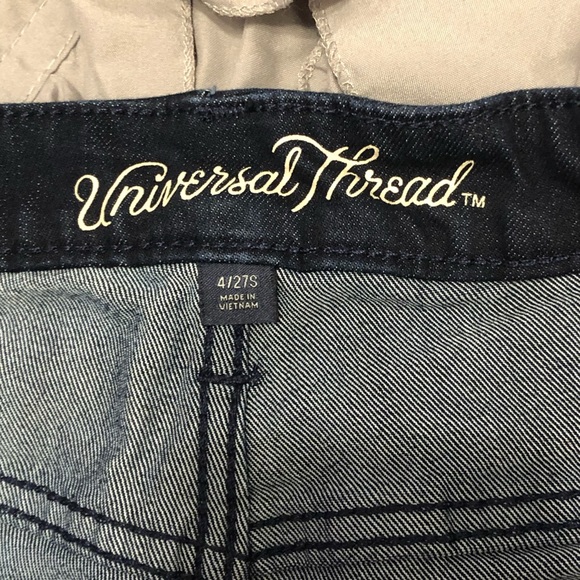 Universal Thread™
4/27S
MADE IN
VIETNAM